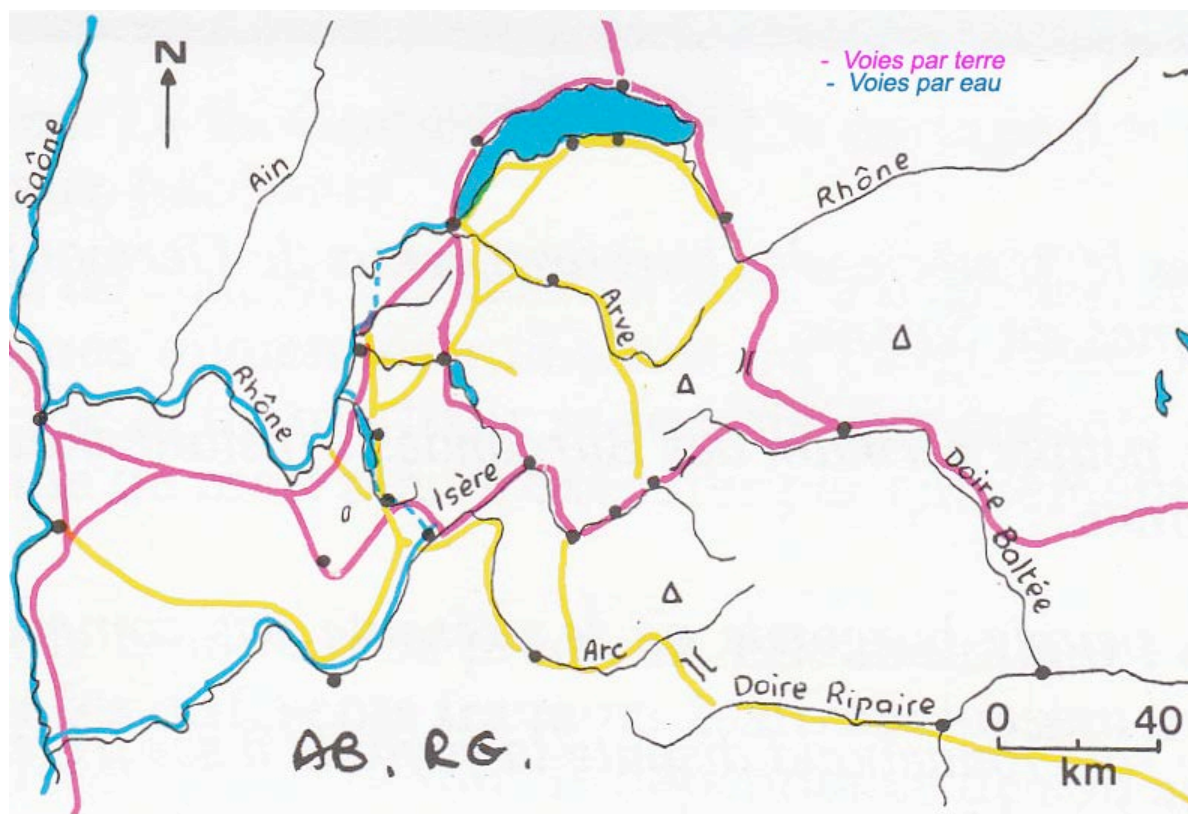 N
- Voies par terre
- Voies par eau
Saône
Ain
Rhône
Rhône
Arve
Isère
Doire Baltée
Arc
Doire Ripaire
0 40
km
AB. RG.